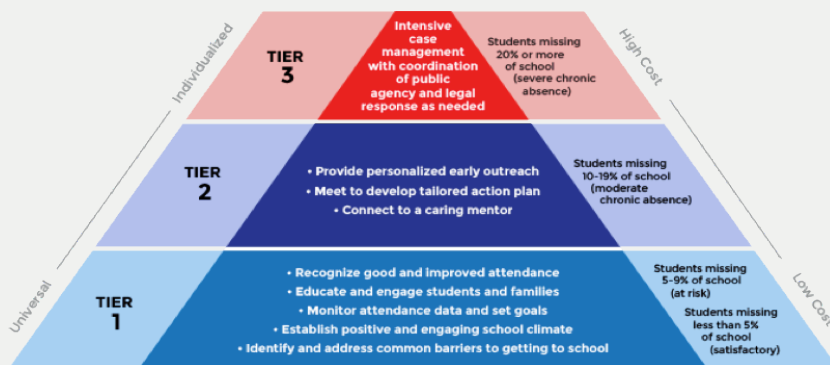 Individualized
TIER
3
Intensive
case
management
with coordination
of public
agency and legal
response as needed
Students missing
20% or more
of school
(severe chronic
absence)
High Cost
TIER
2
• Provide personalized early outreach
• Meet to develop tailored action plan
• Connect to a caring mentor
Students missing
10-19% of school
(moderate
chronic absence)
Universal
TIER
1
• Recognize good and improved attendance
• Educate and engage students and families
• Monitor attendance data and set goals
• Establish positive and engaging school climate
• Identify and address common barriers to getting to school
Students missing
5-9% of school
(at risk)
Students missing
less than 5%
of school
(satisfactory)
Low Cost